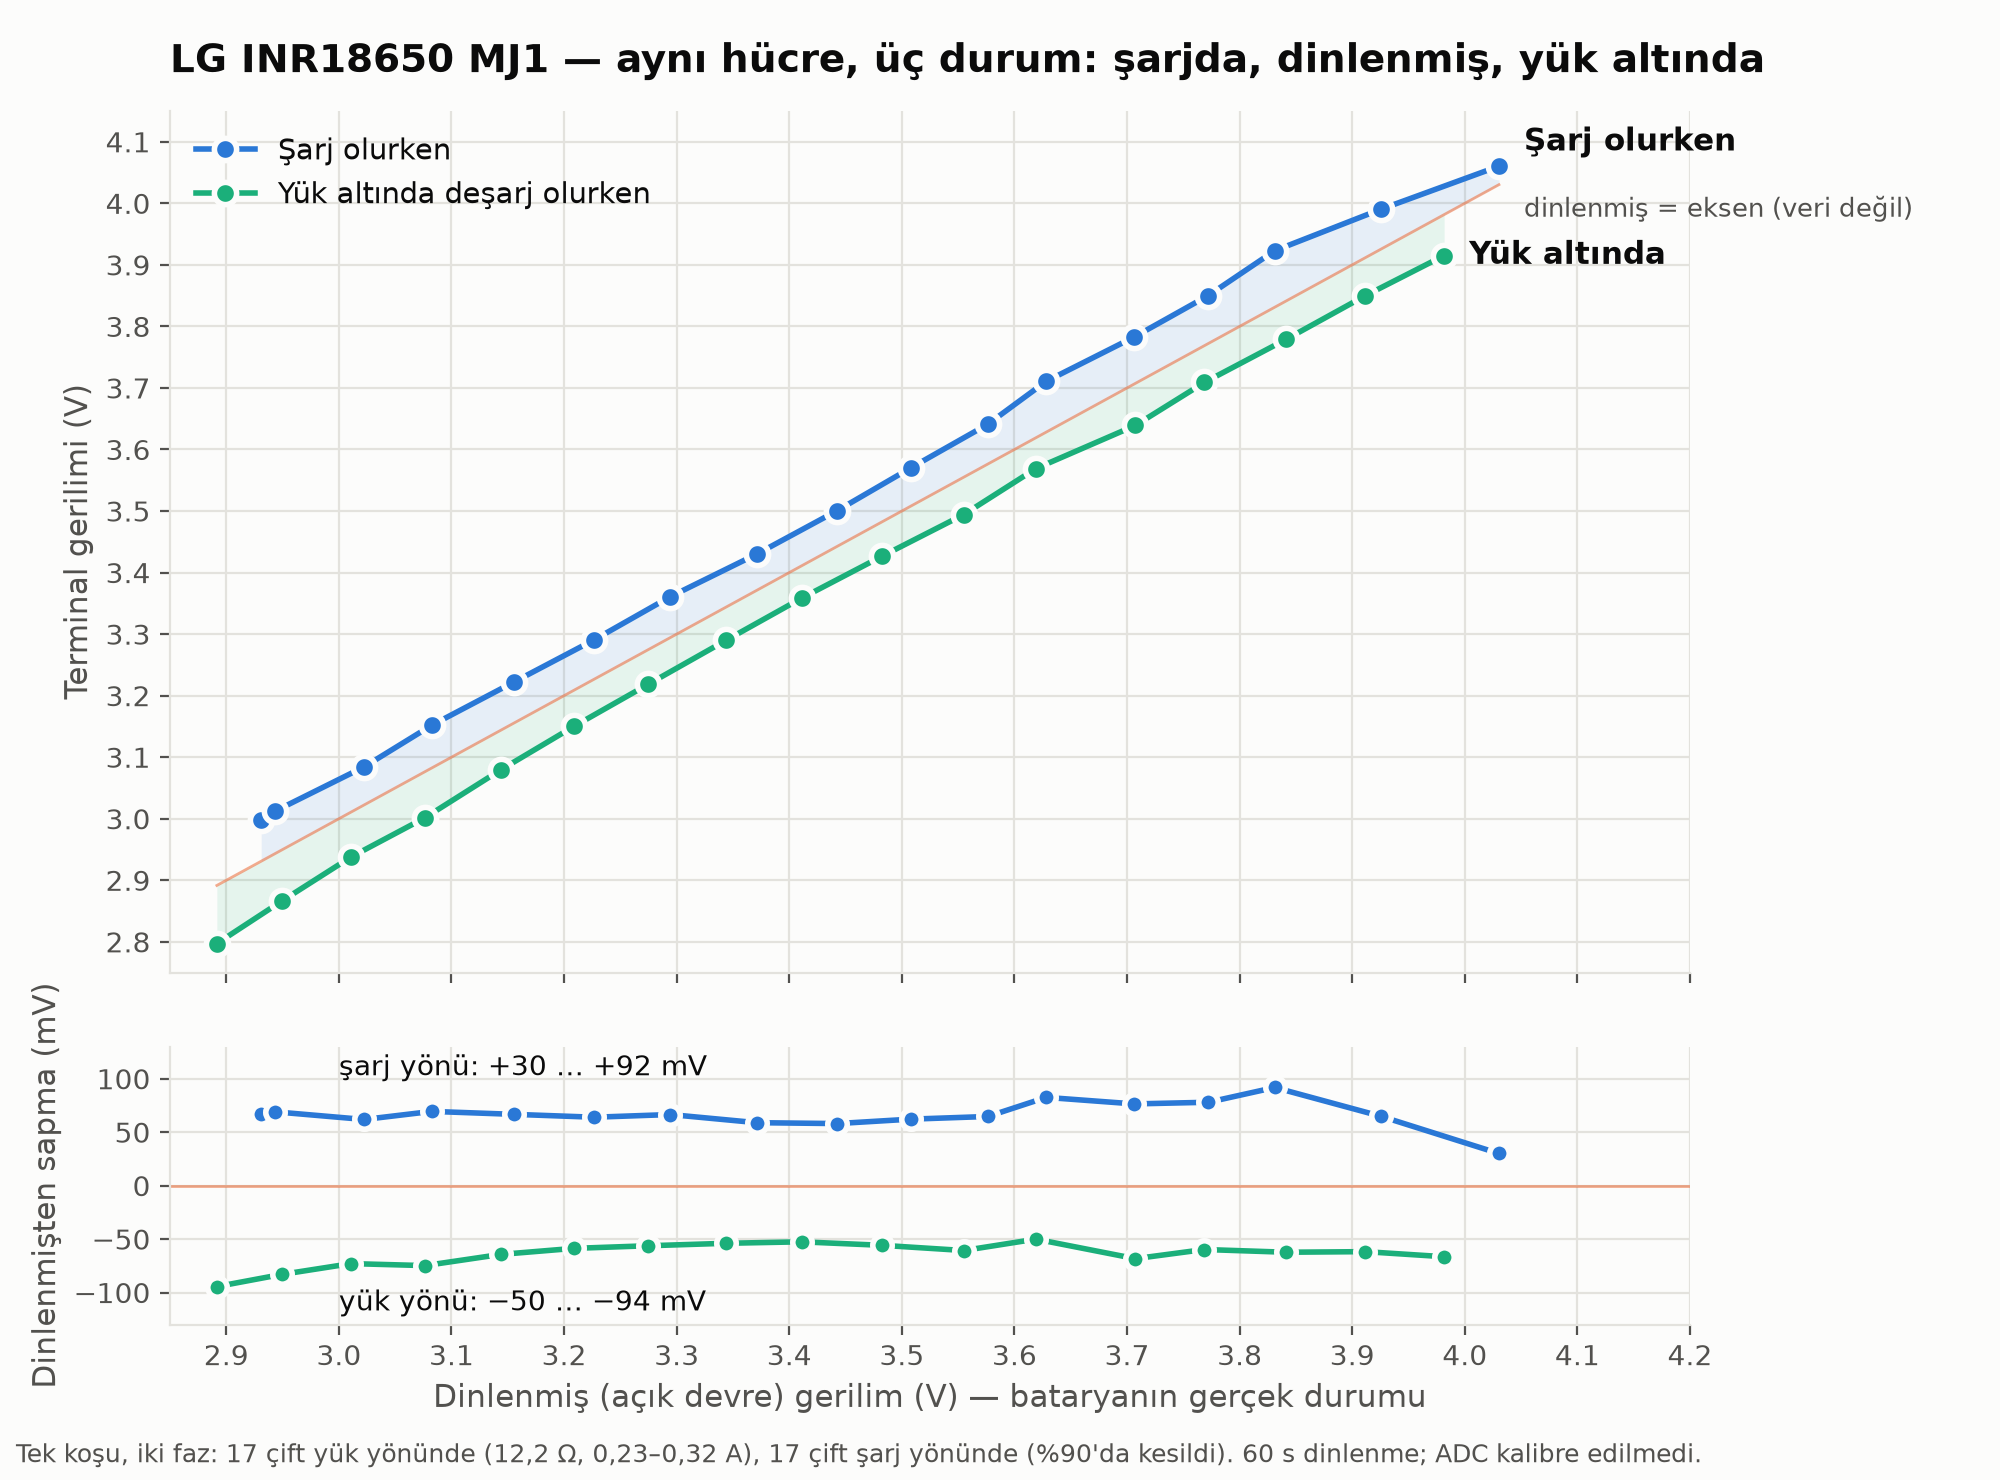 LG INR18650 MJ1 — aynı hücre, üç durum: şarjda, dinlenmiş, yük altında
Şarj olurken
Yük altında deşarj olurken
Şarj olurken
dinlenmiş = eksen (veri değil)
Yük altında
Terminal gerilimi (V)
4.1
4.0
3.9
3.8
3.7
3.6
3.5
3.4
3.3
3.2
3.1
3.0
2.9
2.8
Dinlenmişten sapma (mV)
100
50
0
−50
−100
şarj yönü: +30 … +92 mV
yük yönü: −50 … −94 mV
2.9 3.0 3.1 3.2 3.3 3.4 3.5 3.6 3.7 3.8 3.9 4.0 4.1 4.2
Dinlenmiş (açık devre) gerilim (V) — bataryanın gerçek durumu
Tek koşu, iki faz: 17 çift yük yönünde (12,2 Ω, 0,23–0,32 A), 17 çift şarj yönünde (%90'da kesildi). 60 s dinlenme; ADC kalibre edilmedi.